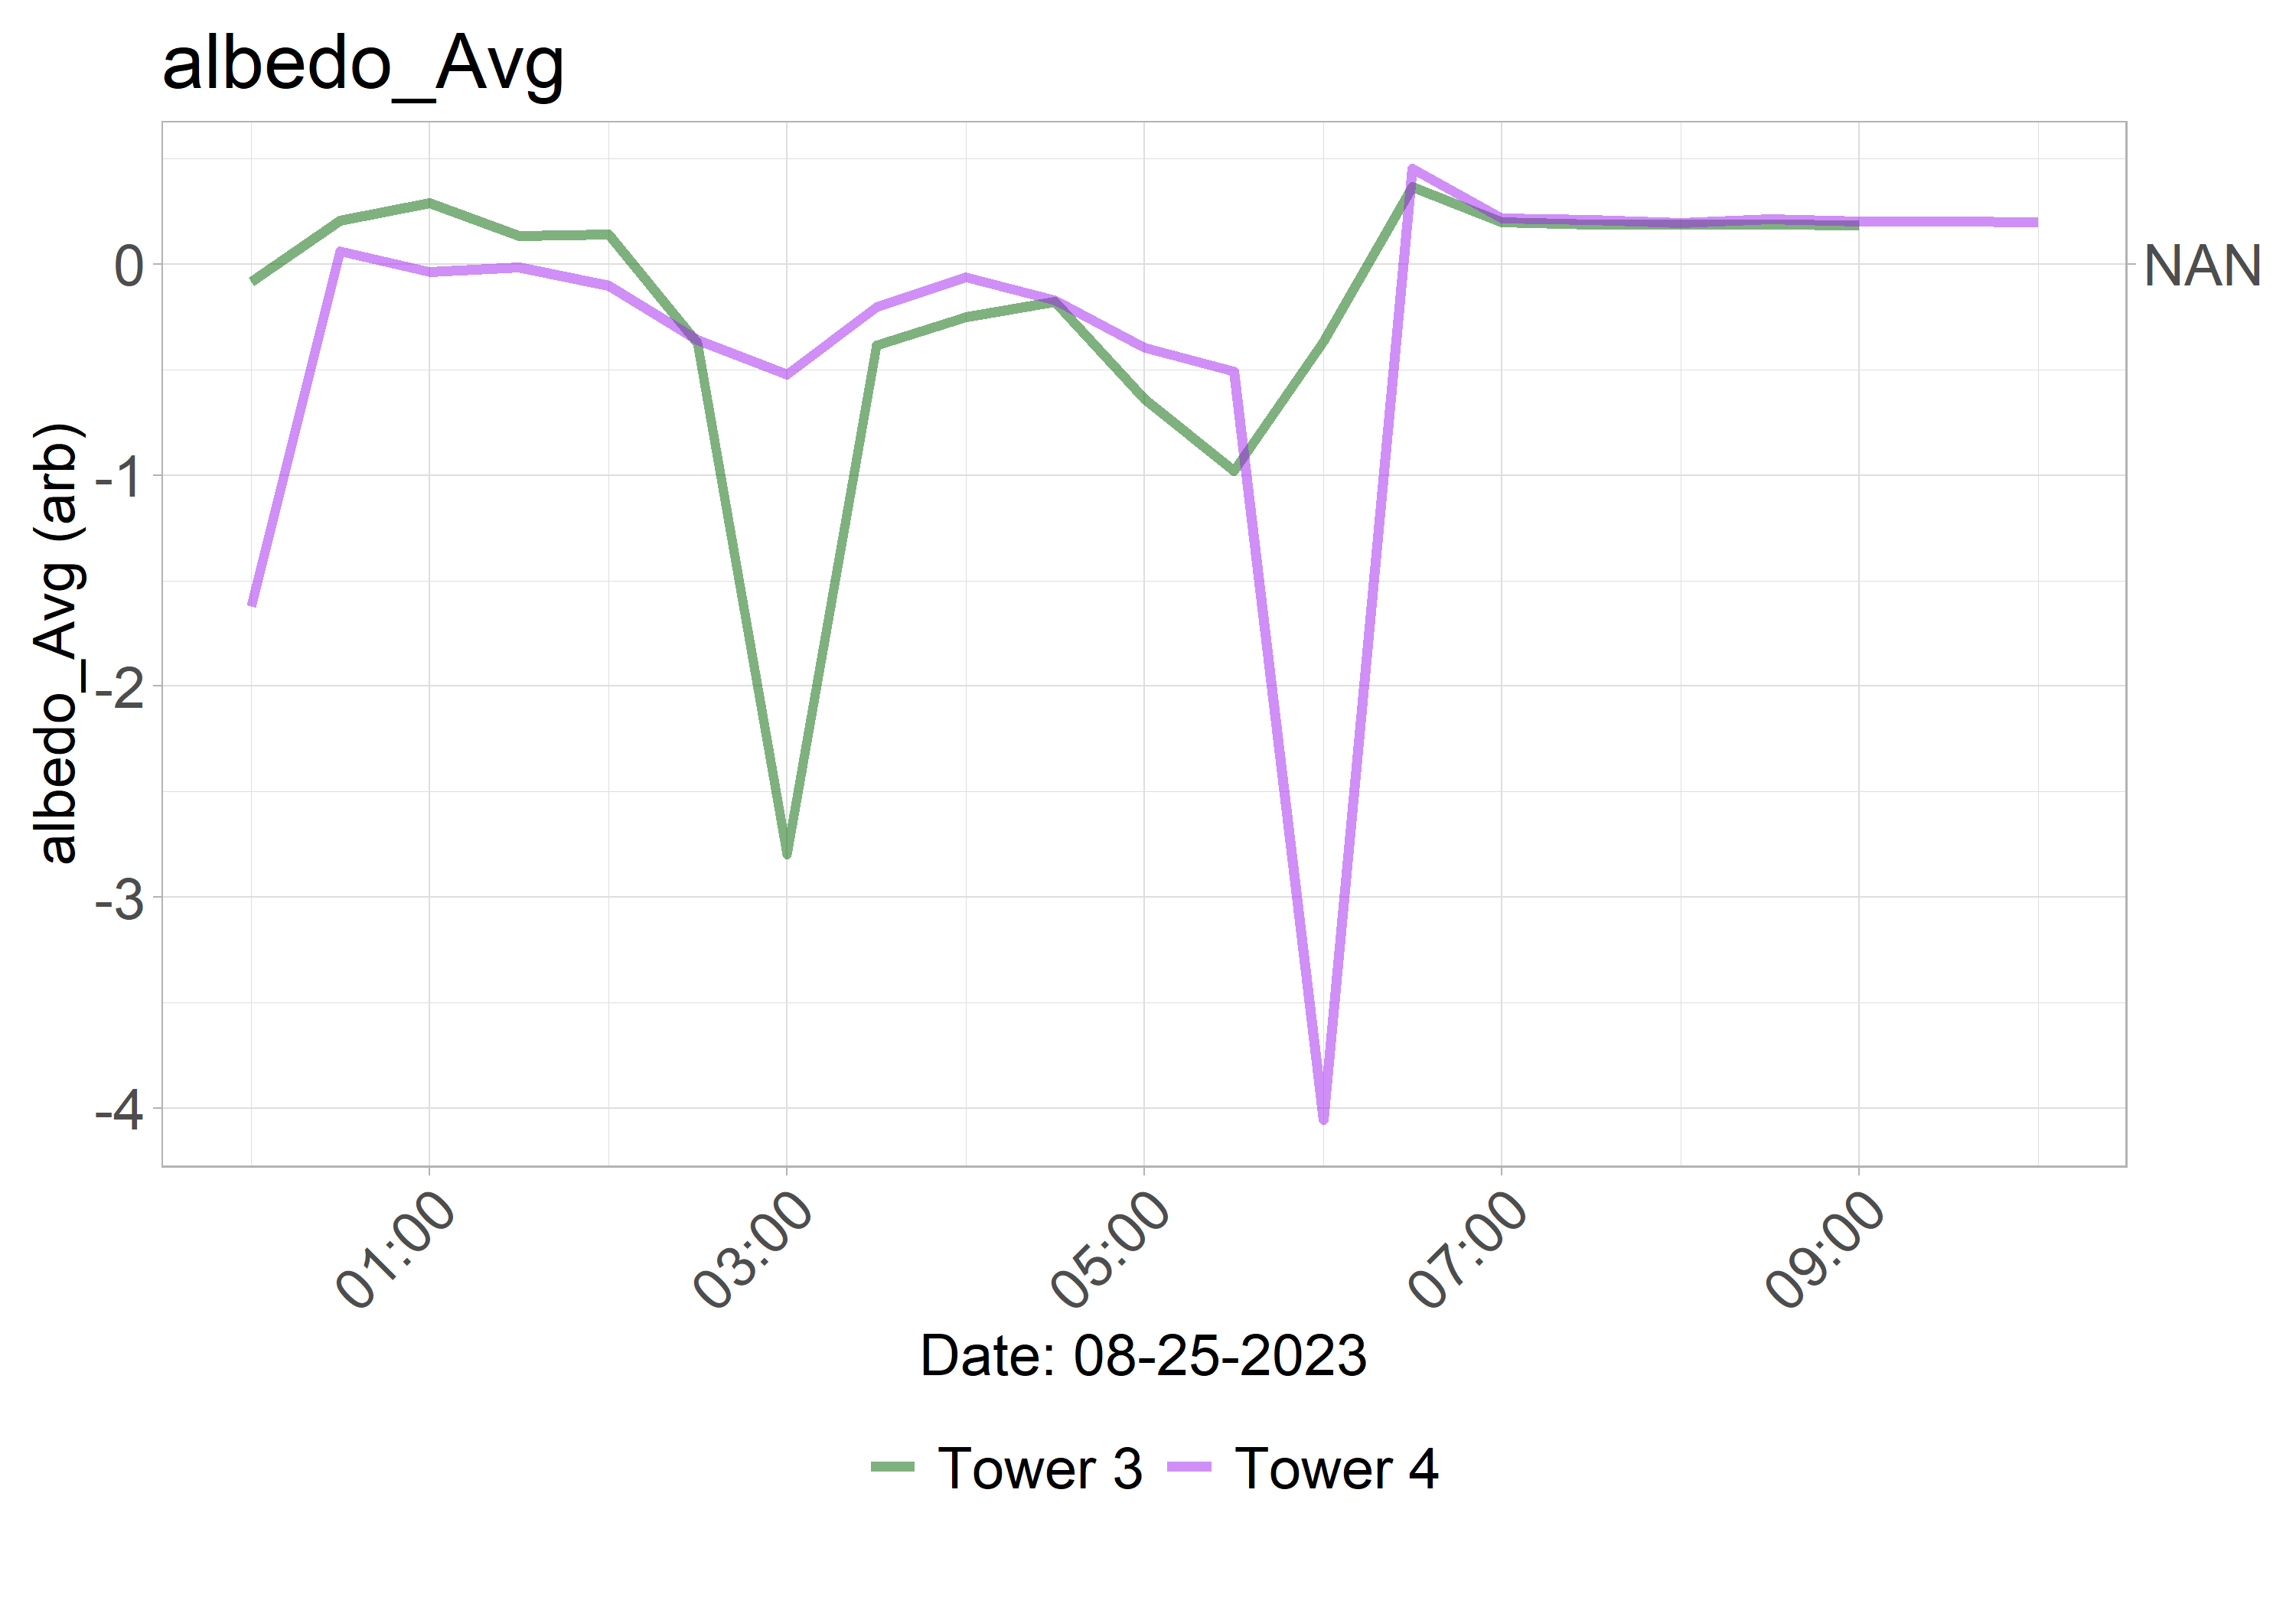 albedo_Avg
albedo_Avg (arb)
0
-1
-2
-3
-4
NAN
01:00
03:00
05:00
07:00
09:00
Date: 08-25-2023
Tower 3
Tower 4